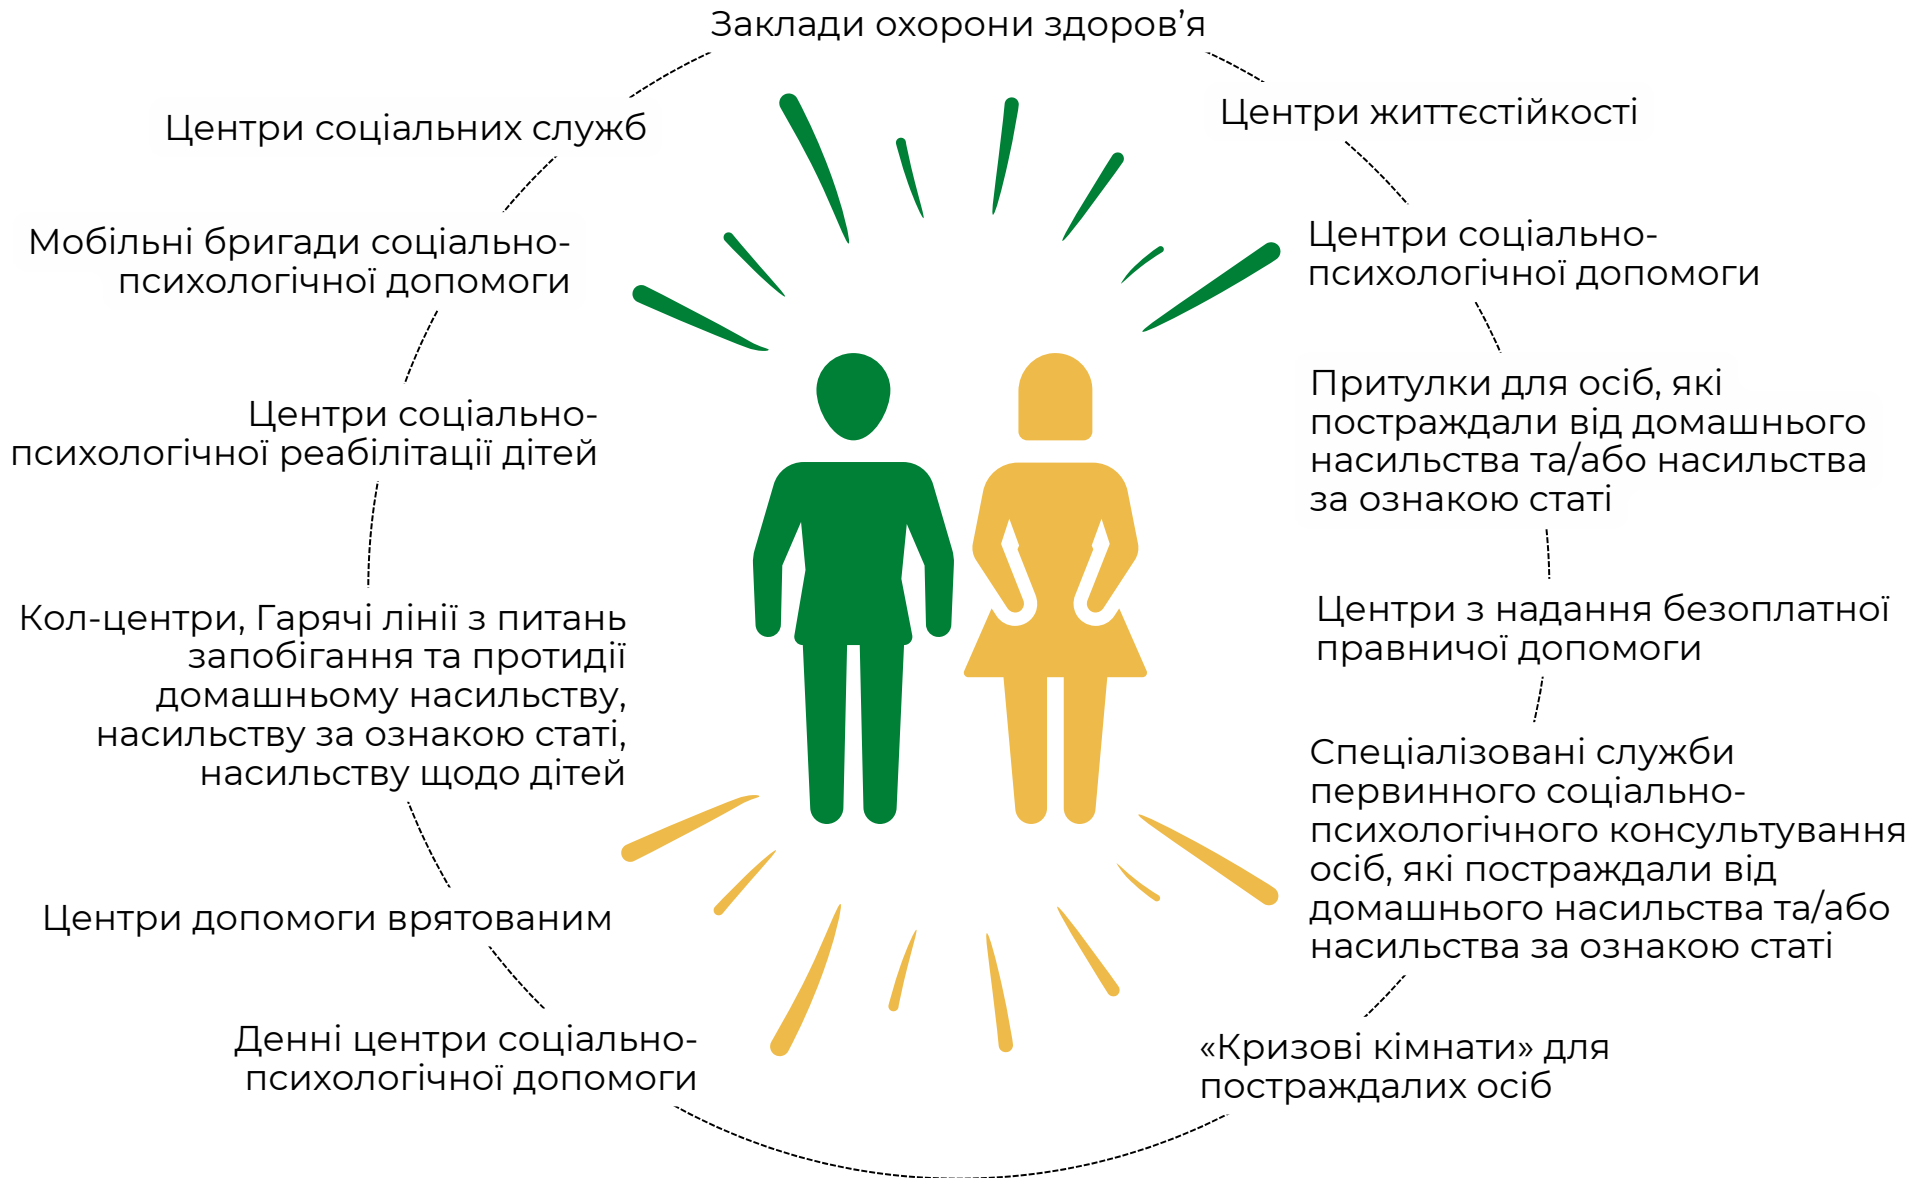 Заклади охорони здоров’я
Центри життєстійкості
Центри соціально-
психологічної допомоги
Притулки для осіб, які
постраждали від домашнього
насильства та/або насильства
за ознакою статі
Центри з надання безоплатної
правничої допомоги
Спеціалізовані служби
первинного соціально-
психологічного консультування
осіб, які постраждали від
домашнього насильства та/або
насильства за ознакою статі
«Кризові кімнати» для
постраждалих осіб
Денні центри соціально-
психологічної допомоги
Центри допомоги врятованим
Кол-центри, Гарячі лінії з питань
запобігання та протидії
домашньому насильству,
насильству за ознакою статі,
насильству щодо дітей
Центри соціально-
психологічної реабілітації дітей
Мобільні бригади соціально-
психологічної допомоги
Центри соціальних служб